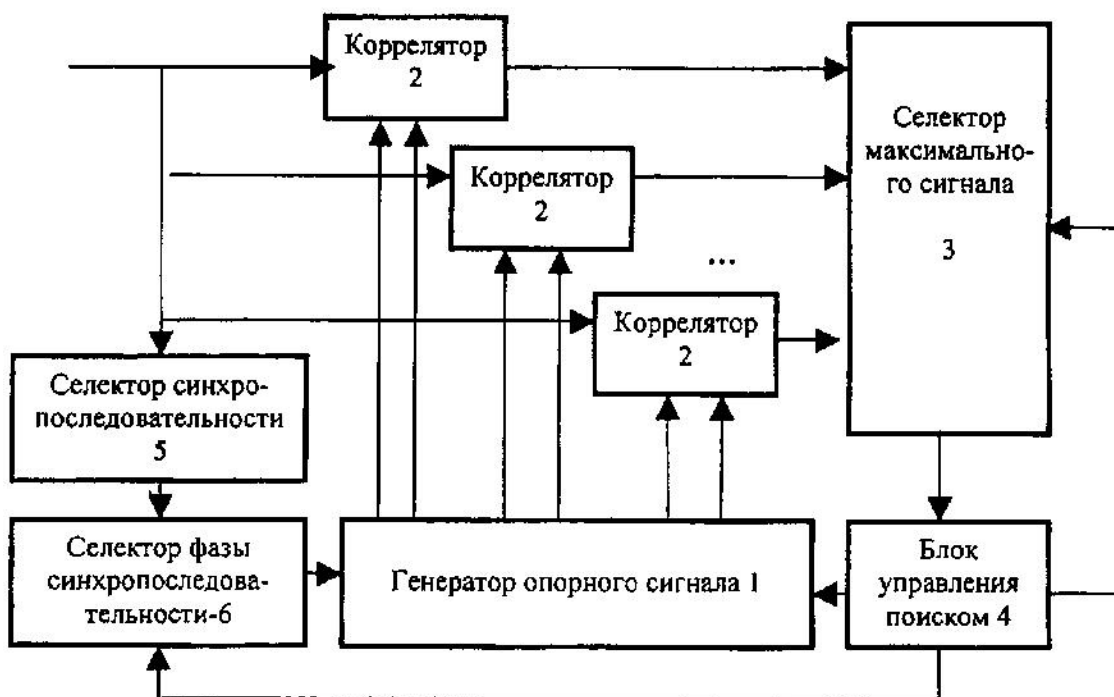 Коррелятор
2
Коррелятор
2
...
Коррелятор
2
Селектор
максимально-
го сигнала
3
Селектор синхро-
последовательности
5
Селектор фазы
синхропоследова-
тельности-6
Генератор опорного сигнала 1
Блок
управления
поиском 4